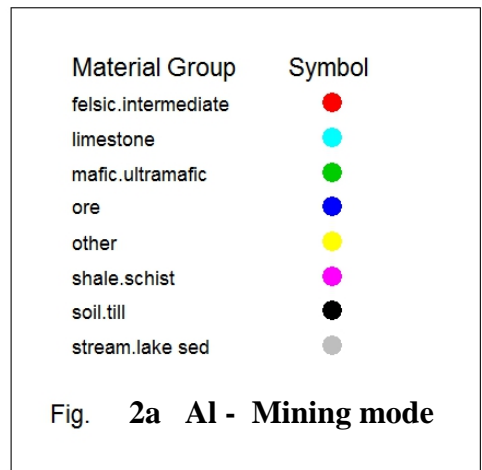 Material Group Symbol
felsic.intermediate
limestone
mafic.ultramafic
ore
other
shale.schist
soil.till
stream.lake sed
Fig. 2a Al - Mining mode